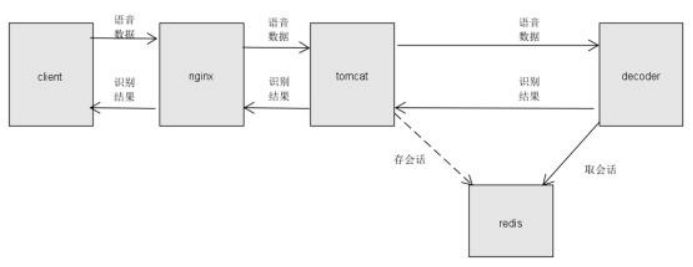 语音
数据
语音
数据
语音
数据
client
nginx
tomcat
decoder
识别
结果
识别
结果
识别
结果
存会话
取会话
redis